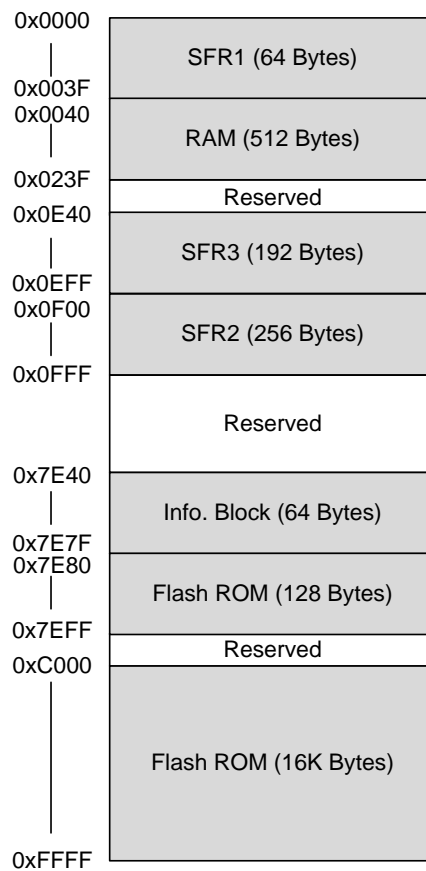 0x0000
SFR1 (64 Bytes)
0x003F
0x0040
RAM (512 Bytes)
0x023F
Reserved
0x0E40
SFR3 (192 Bytes)
0x0EFF
0x0F00
SFR2 (256 Bytes)
0x0FFF
Reserved
0x7E40
Info. Block (64 Bytes)
0x7E7F
0x7E80
Flash ROM (128 Bytes)
0x7EFF
Reserved
0xC000
Flash ROM (16K Bytes)
0xFFFF